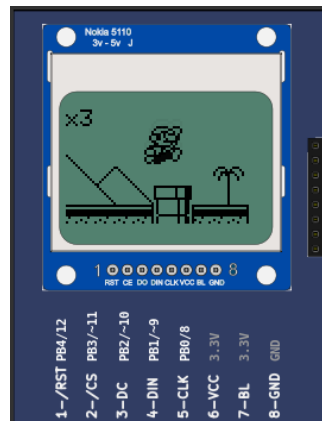 Nokia 5110
3v - 5v J
x3
1 8
RST CE DO DIN CLK VCC BL GND
1-/RST PB4/12
2-/CS PB3/~11
3-DC PB2/~10
4-DIN PB1/~9
5-CLK PB0/8
6-VCC 3.3V
7-BL 3.3V
8-GND GND